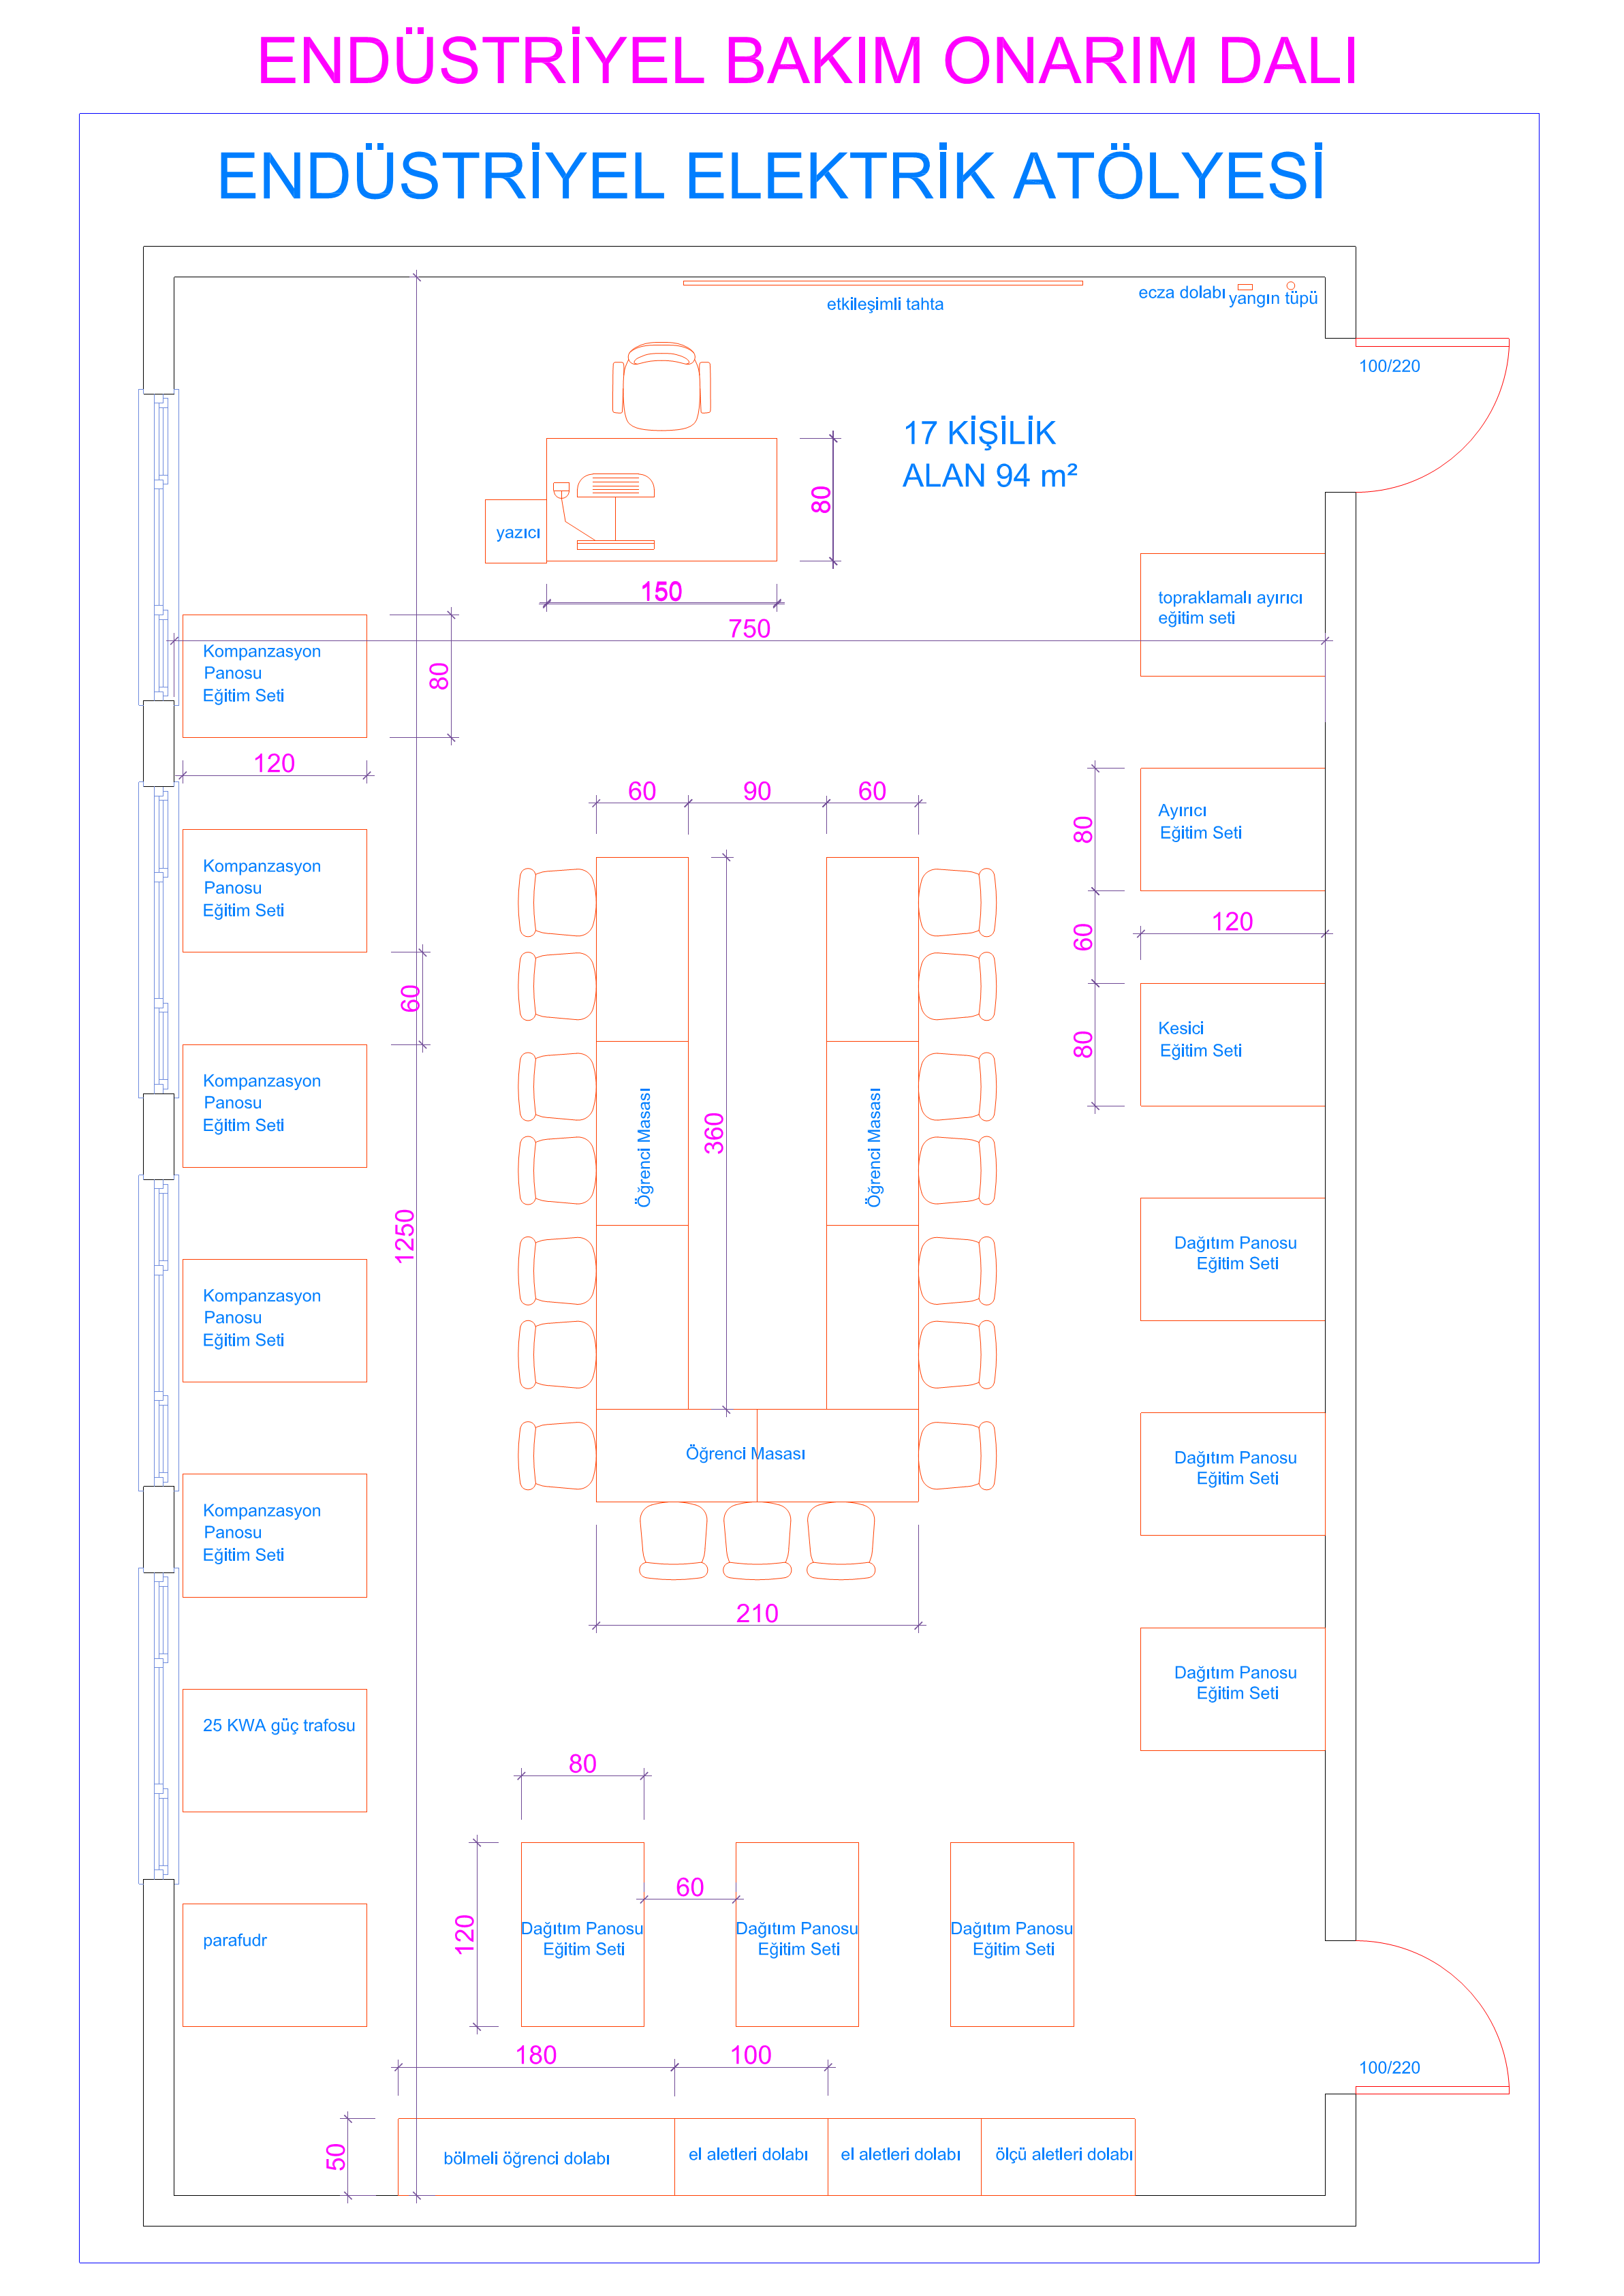 ENDÜSTRİYEL BAKIM ONARIM DALI
ENDÜSTRİYEL ELEKTRİK ATÖLYESİ
etkileşimli tahta
ecza dolabı
yangın tüpü
100/220
17 KİŞİLİK
ALAN 94 m²
80
yazıcı
150
750
topraklamalı ayırıcı
eğitim seti
Kompanzasyon
Panosu
Eğitim Seti
80
120
60
90
60
80
Ayırıcı
Eğitim Seti
Kompanzasyon
Panosu
Eğitim Seti
60
120
60
Kesici
Eğitim Seti
80
Kompanzasyon
Panosu
Eğitim Seti
Öğrenci Masası
360
Öğrenci Masası
1250
Dağıtım Panosu
Eğitim Seti
Kompanzasyon
Panosu
Eğitim Seti
Öğrenci Masası
Dağıtım Panosu
Eğitim Seti
Kompanzasyon
Panosu
Eğitim Seti
210
Dağıtım Panosu
Eğitim Seti
25 KWA güç trafosu
80
60
120
Dağıtım Panosu
Eğitim Seti
Dağıtım Panosu
Eğitim Seti
Dağıtım Panosu
Eğitim Seti
parafudr
180
100
100/220
50
bölmeli öğrenci dolabı
el aletleri dolabı
el aletleri dolabı
ölçü aletleri dolabı